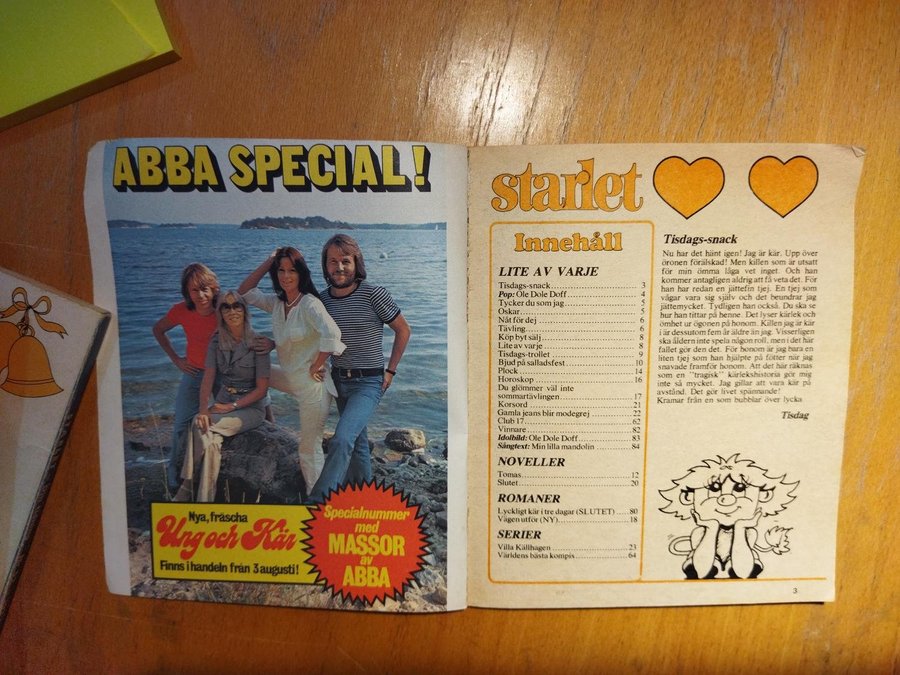 ABBA SPECIAL!
Nya, fräscha
Ung och Kär
Finns i handeln från 3 augusti!
Specialnummer
med
MASSOR
av
ABBA
starlet
Innehåll
LITE AV VARJE
Tisdags-snack 3
Pop: Ole Dole Doff 4
Tycker du som jag 5
Oskar 5
Nåt för dej 6
Tävling 6
Köp byt sälj 8
Lite av varje 8
Tisdags-trollet 9
Bjud på salladsfest 10
Plock 14
Horoskop 16
Du glömmer väl inte
sommartävlingen 17
Korsord 21
Gamla jeans blir modegrej 22
Club 17 62
Vinnare 82
Idolbild: Ole Dole Doff 83
Sångtext: Min lilla mandolin 84
NOVELLER
Tomas 12
Slutet 20
ROMANER
Lyckligt kär i tre dagar (SLUTET) 80
Vägen utför (NY) 18
SERIER
Villa Källhagen 23
Världens bästa kompis 64
Tisdags-snack
Nu har det hänt igen! Jag är kär. Upp över
öronen förälskad! Men killen som är utsatt
för min ömma låga vet inget. Och han
kommer antagligen aldrig att få veta det. För
han har redan en jättefin tjej. En tjej som
vågar vara sig själv och det beundrar jag
jättemycket. Tydligen han också. Du ska se
hur han tittar på henne. Det lyser kärlek och
ömhet ur ögonen på honom. Killen jag är kär
i är dessutom fem år äldre än jag. Visserligen
ska åldern inte spela någon roll, men i det här
fallet gör den det. För honom är jag bara en
liten tjej som han hjälpte på fötter när jag
snavade framför honom. Att det här räknas
som en "tragisk" kärlekshistoria gör mig
inte så mycket. Jag gillar att vara kär på
avstånd. Det gör livet spännande!
Kramar från en som bubblar över lycka
Tisdag
3